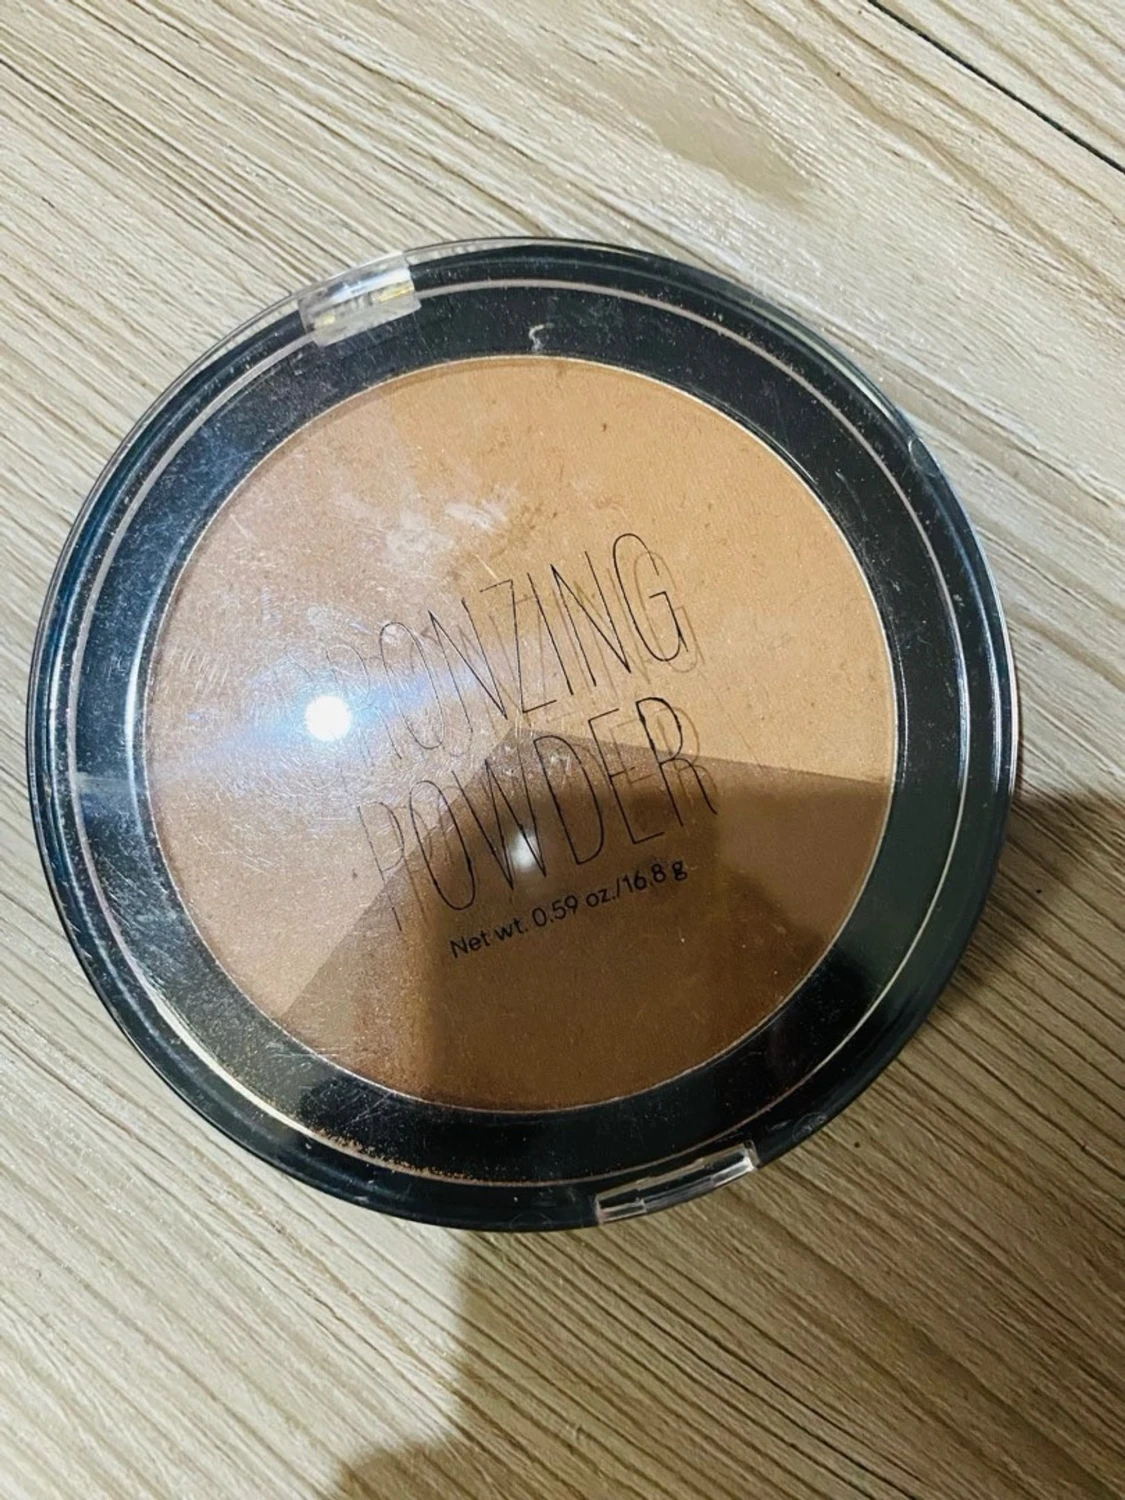 BRONZING
POWDER
Net wt. 0.59 oz./16.8 g